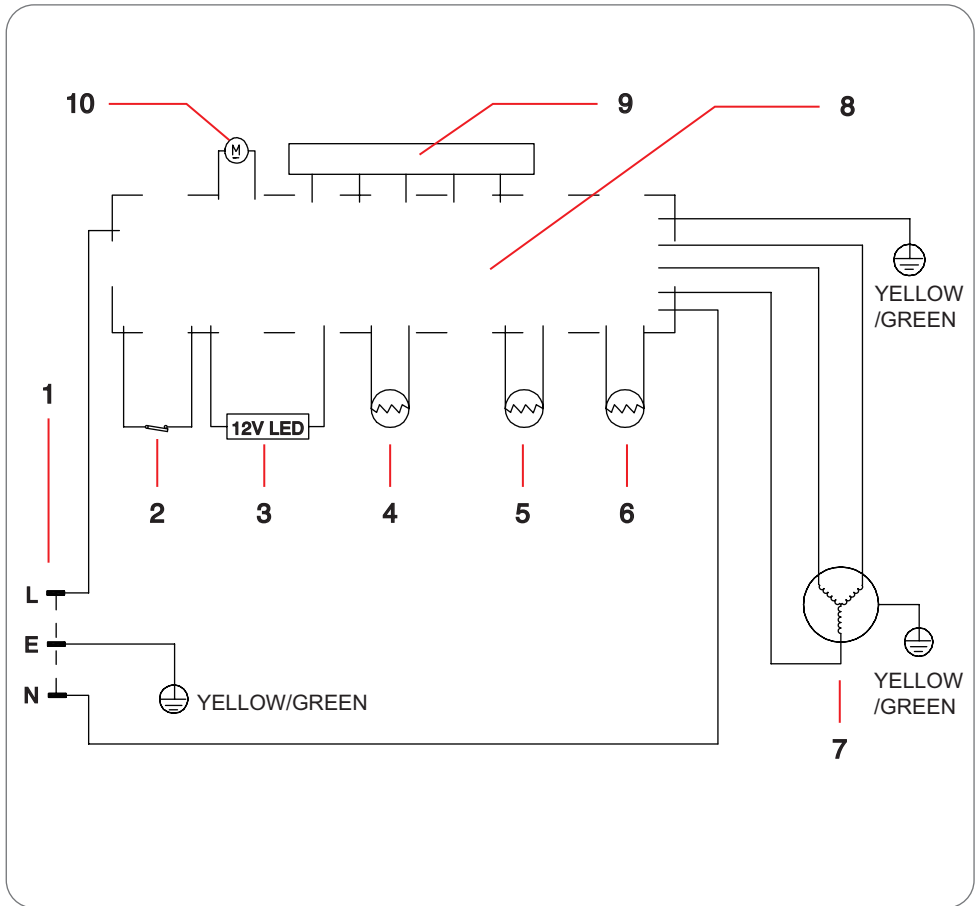 10
9
8
M
YELLOW
/GREEN
1
12V LED
2
3
4
5
6
L
E
N
YELLOW/GREEN
YELLOW
/GREEN
7